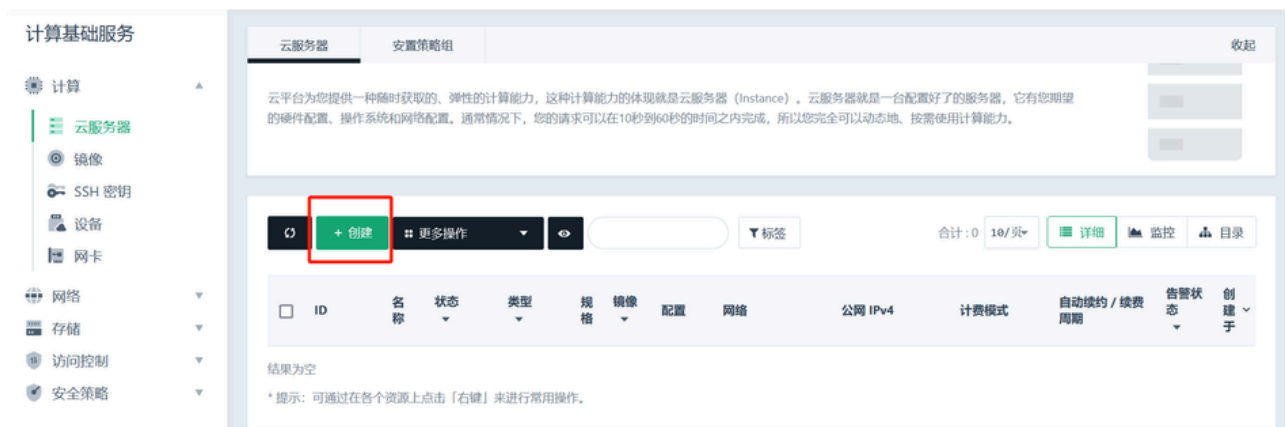 计算基础服务
计算
云服务器
镜像
SSH 密钥
设备
网卡
网络
存储
访问控制
安全策略
云服务器 安置策略组 收起
云平台为您提供一种随时获取的、弹性的计算能力，这种计算能力的体现就是云服务器（Instance）。云服务器就是一台配置好了的服务器，它有您期望
的硬件配置、操作系统和网络配置。通常情况下，您的请求可以在10秒到60秒的时间之内完成，所以您完全可以动态地、按需使用计算能力。
+ 创建 更多操作 标签 合计:0 10/页 详细 监控 目录
ID 名称 状态 类型 规格 镜像 配置 网络 公网 IPv4 计费模式 自动续约 / 续费周期 告警状态 创建于
结果为空
* 提示：可通过在各个资源上点击「右键」来进行常用操作。